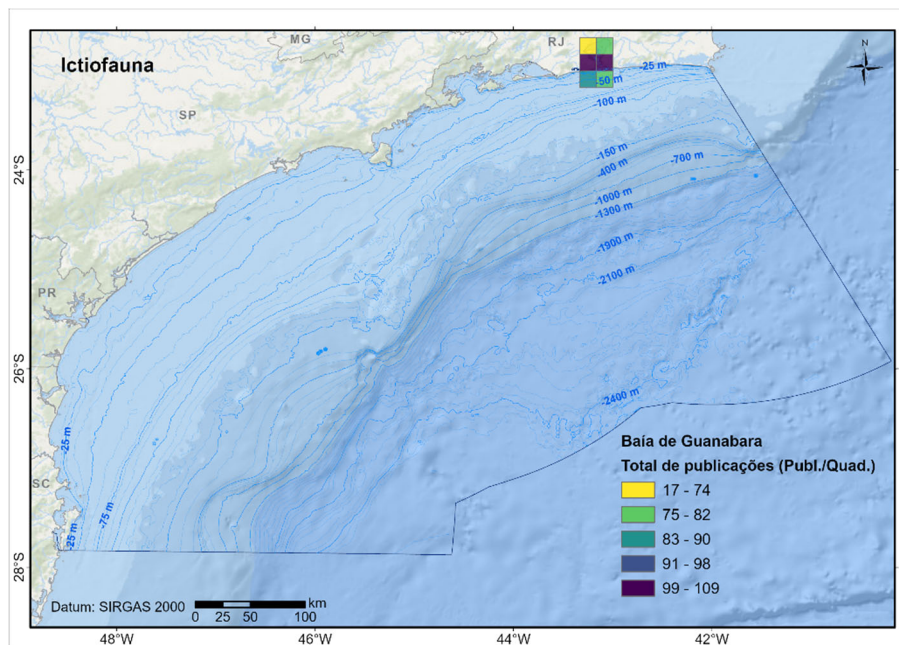 MG
RJ
N
Ictiofauna
-25 m
-50 m
-100 m
SP
-150 m
-700 m
-400 m
24°S
-1000 m
-1300 m
-1900 m
-2100 m
PR
26°S
-2400 m
-25 m
Baía de Guanabara
Total de publicações (Publ./Quad.)
SC
17 - 74
-75 m
75 - 82
-25 m
83 - 90
91 - 98
28°S
99 - 109
Datum: SIRGAS 2000
km
0 25 50 100
48°W 46°W 44°W 42°W